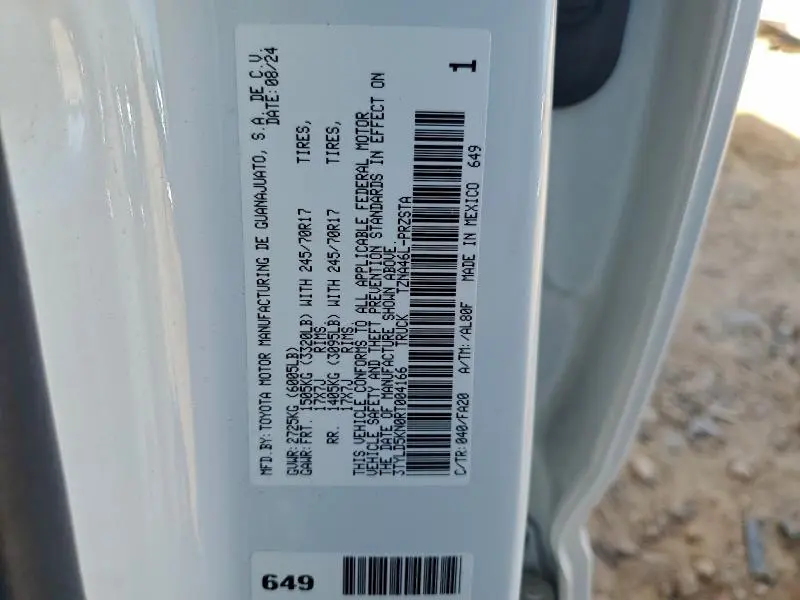 MFD.BY: TOYOTA MOTOR MANUFACTURING DE GUANAJUATO, S.A. DE C.V.
DATE: 08/24
GVWR: 2725KG (6005LB)
GAWR: FRT. 1505KG (3320LB) WITH 245/70R17 TIRES,
17X7J RIMS,
RR. 1405KG (3095LB) WITH 245/70R17 TIRES,
17X7J RIMS,
THIS VEHICLE CONFORMS TO ALL APPLICABLE FEDERAL MOTOR
VEHICLE SAFETY AND THEFT PREVENTION STANDARDS IN EFFECT ON
THE DATE OF MANUFACTURE SHOWN ABOVE.
3TYLD5KN0RT004166 TRUCK TZNA46L-PRZSTA
C/TR: 040/FA20 A/TM: /AL80F MADE IN MEXICO 649
1
649